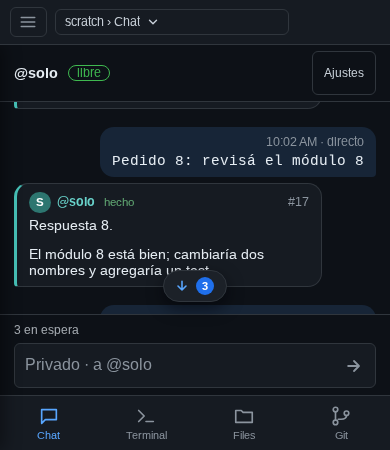 scratch › Chat
@solo libre
Ajustes
10:02 AM · directo
Pedido 8: revisá el módulo 8
S @solo hecho #17
Respuesta 8.
El módulo 8 está bien; cambiaría dos
nombres y agregaría un test.
3
3 en espera
Privado · a @solo
Chat Terminal Files Git